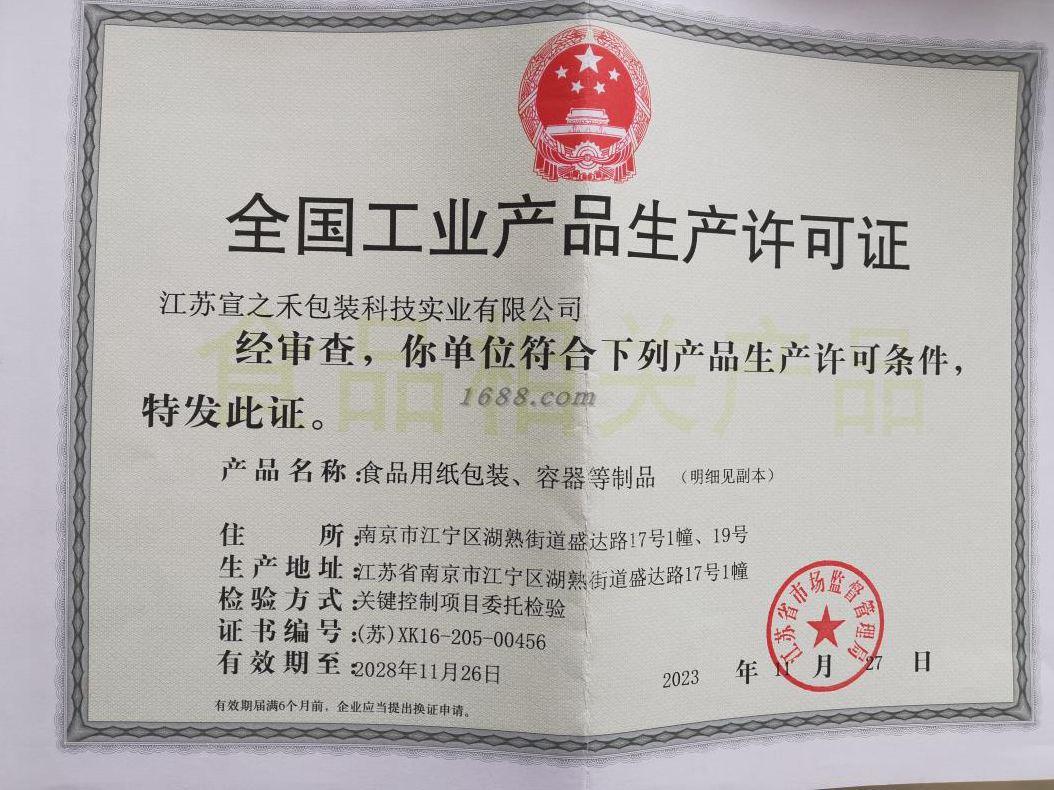 全国工业产品生产许可证
江苏宣之禾包装科技实业有限公司
经审查，你单位符合下列产品生产许可条件，
特发此证。
食品相关产品
1688.com
产品名称：食品用纸包装、容器等制品 （明细见副本）
住 所：南京市江宁区湖熟街道盛达路17号1幢、19号
生产地址：江苏省南京市江宁区湖熟街道盛达路17号1幢
检验方式：关键控制项目委托检验
证书编号：(苏)XK16-205-00456
有效期至：2028年11月26日
江苏省市场监督管理局
2023 年 11 月 27 日
有效期届满6个月前，企业应当提出换证申请。